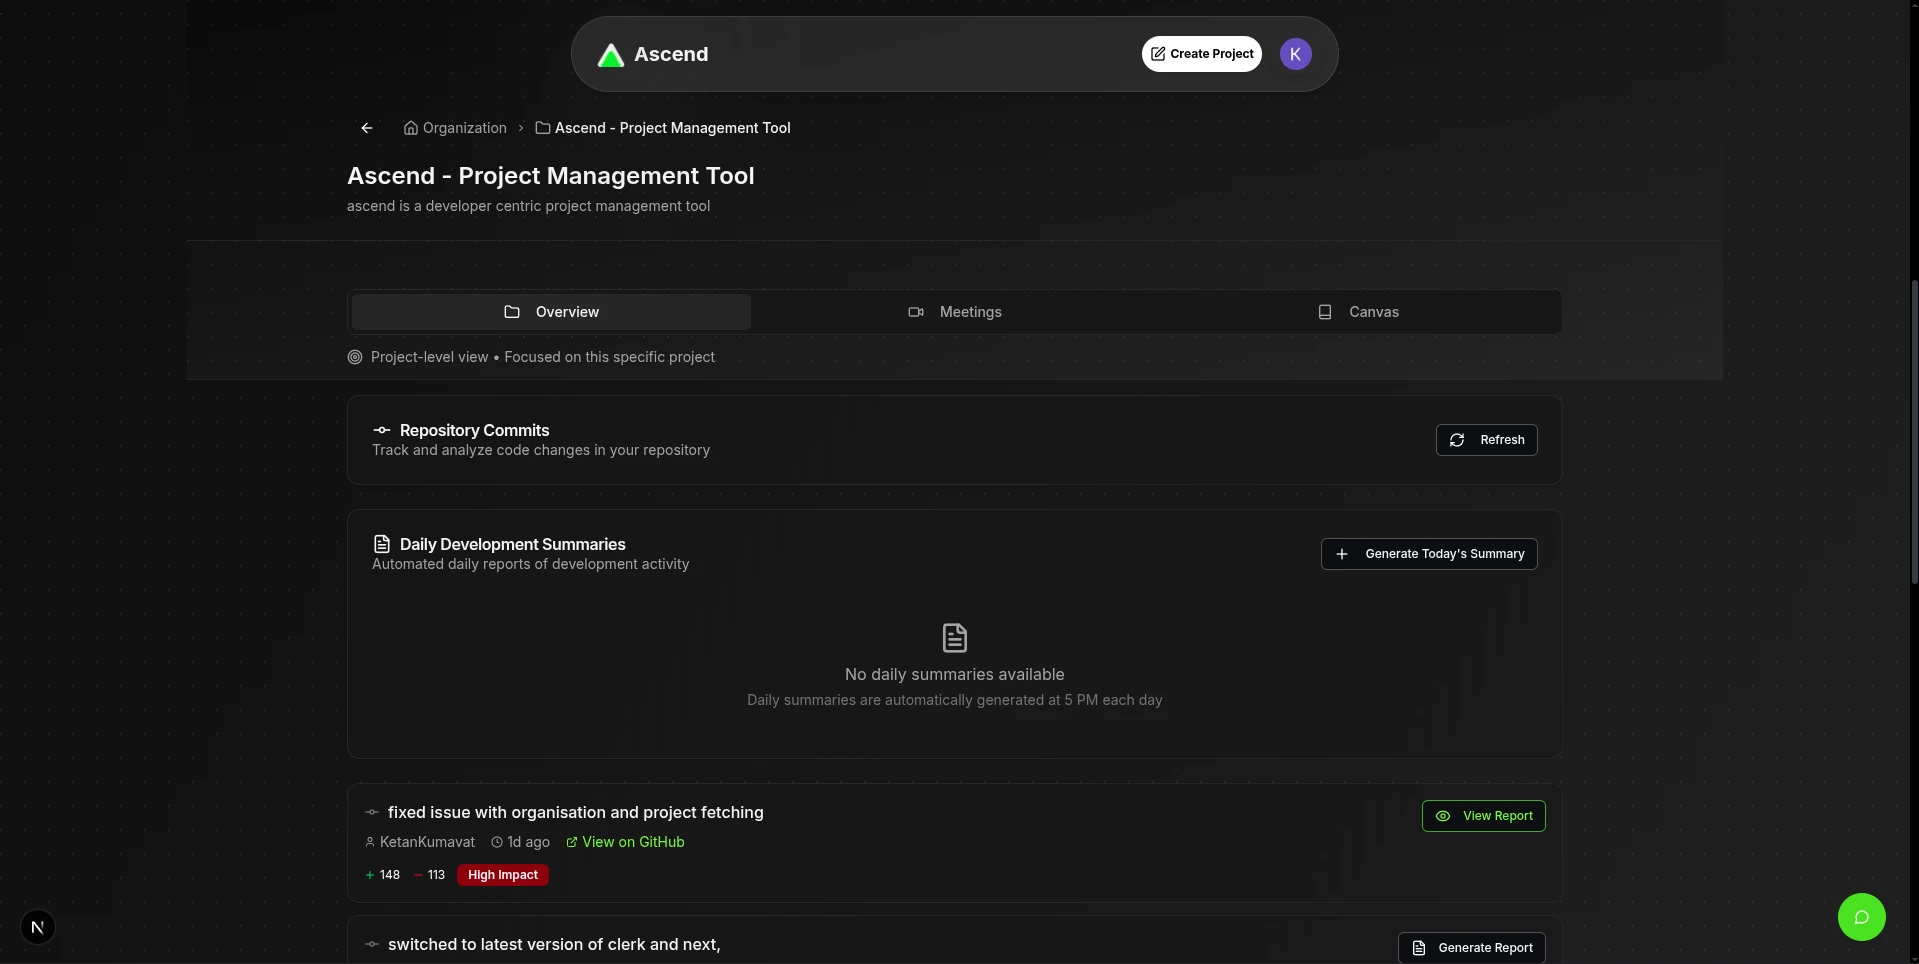 Ascend
Create Project
K
Organization > Ascend - Project Management Tool
Ascend - Project Management Tool
ascend is a developer centric project management tool
Overview
Meetings
Canvas
Project-level view • Focused on this specific project
Repository Commits
Track and analyze code changes in your repository
Refresh
Daily Development Summaries
Automated daily reports of development activity
Generate Today's Summary
No daily summaries available
Daily summaries are automatically generated at 5 PM each day
fixed issue with organisation and project fetching
View Report
KetanKumavat 1d ago View on GitHub
+ 148 − 113 High Impact
N
switched to latest version of clerk and next,
Generate Report